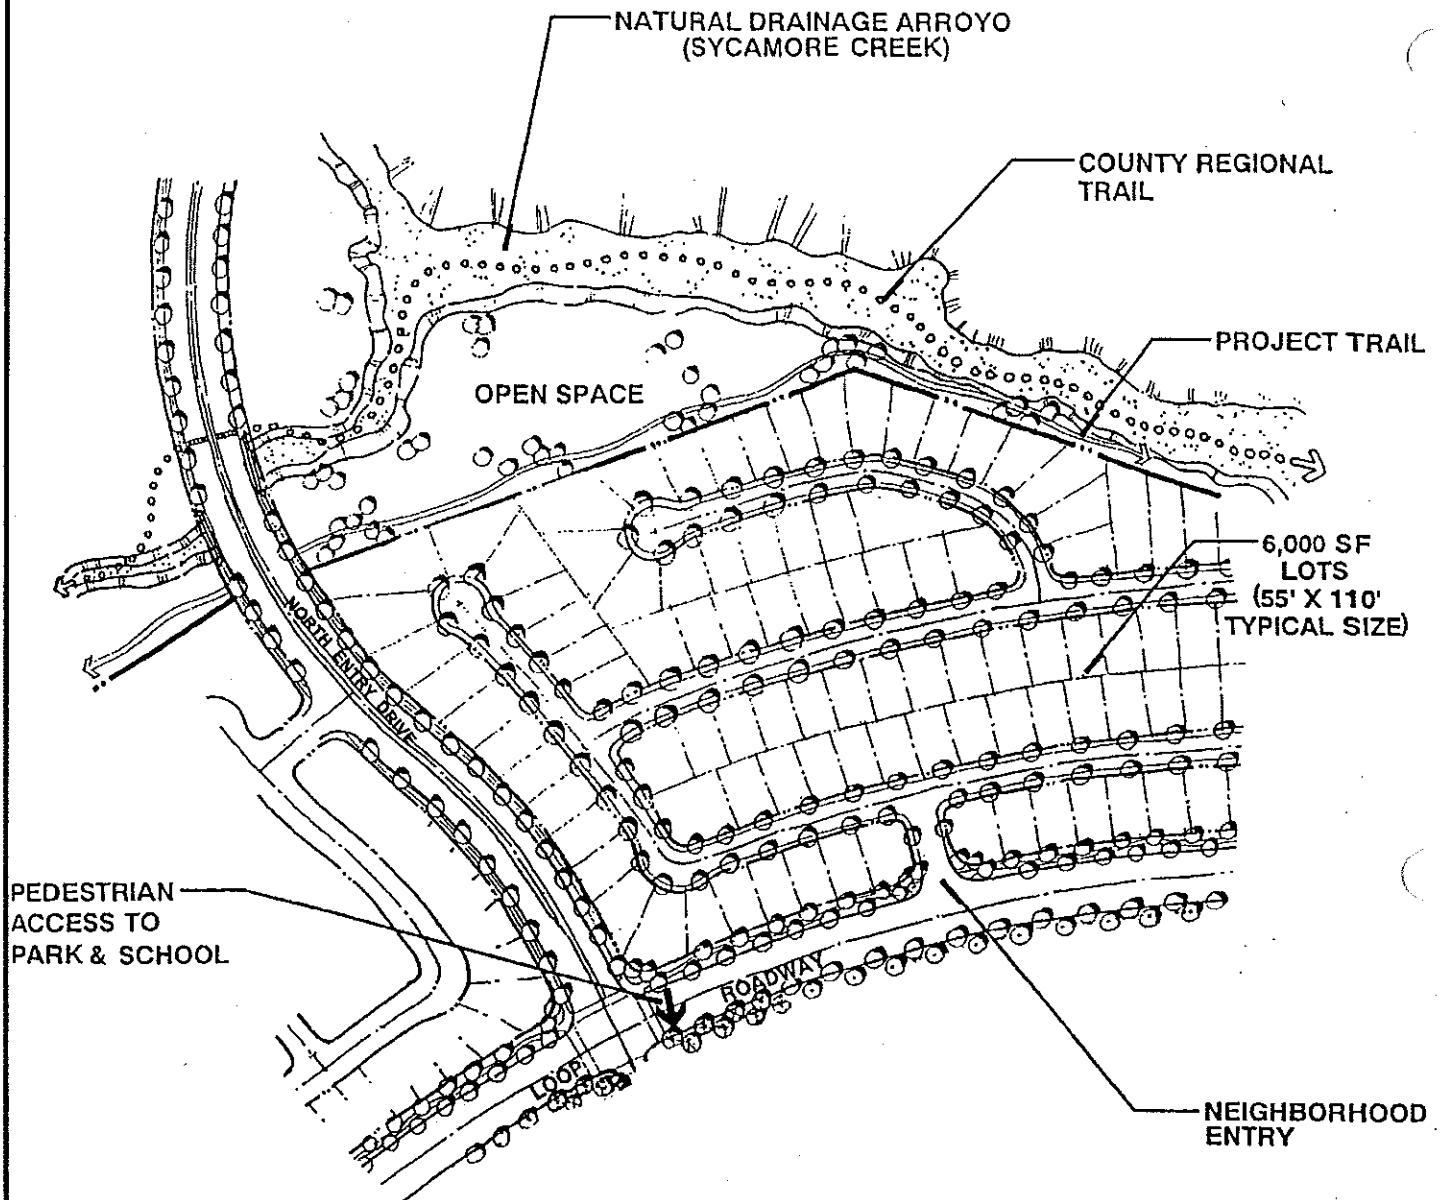 NATURAL DRAINAGE ARROYO
(SYCAMORE CREEK)
COUNTY REGIONAL
TRAIL
PROJECT TRAIL
OPEN SPACE
6,000 SF
LOTS
(55' X 110'
TYPICAL SIZE)
NORTH ENTRY DRIVE
PEDESTRIAN
ACCESS TO
PARK & SCHOOL
LOOP ROADWAY
NEIGHBORHOOD
ENTRY